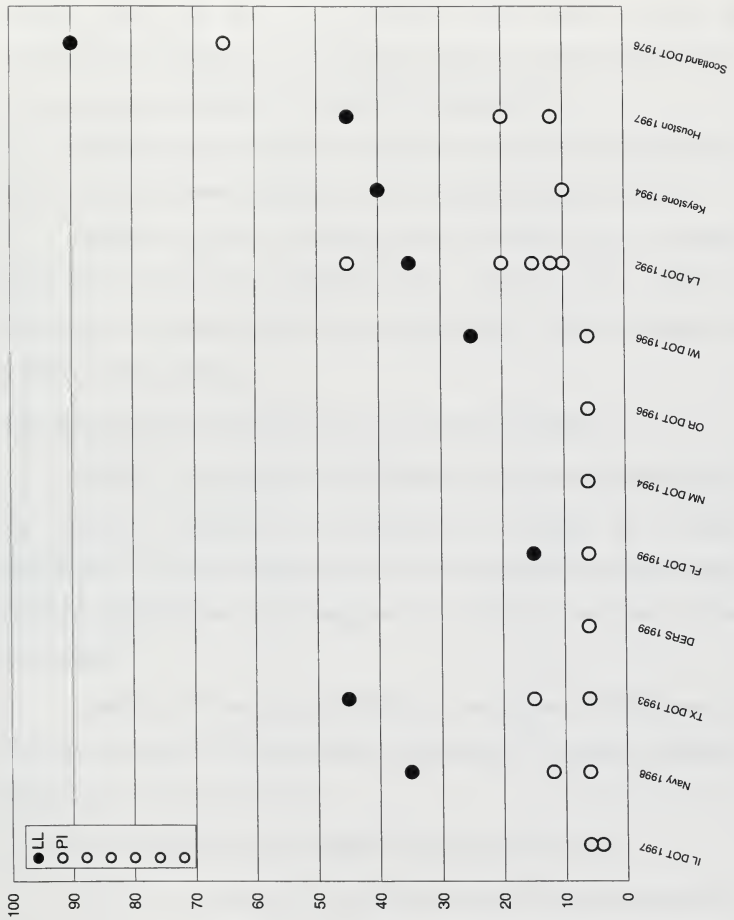 LL
PI
100
90
80
70
60
50
40
30
20
10
0
IL DOT 1997
Navy 1998
TX DOT 1993
DERS 1999
FL DOT 1999
NM DOT 1994
OR DOT 1996
WI DOT 1996
LA DOT 1992
Keystone 1994
Houston 1997
Scotland DOT 1976